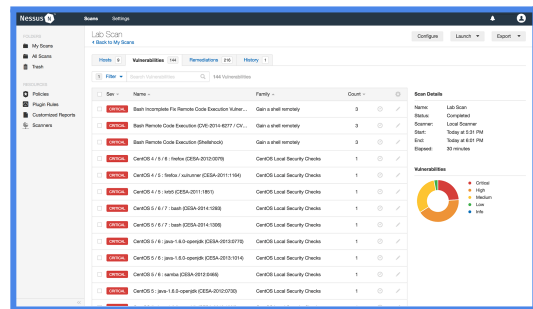 Nessus N
Scans
Settings
FOLDERS
My Scans
All Scans
Trash
RESOURCES
Policies
Plugin Rules
Customized Reports
Scanners
Lab Scan
Back to My Scans
Configure
Launch
Export
Hosts 8
Vulnerabilities 144
Remediations 216
History 1
Filter
Search Vulnerabilities
144 Vulnerabilities
Sev
Name
Family
Count
CRITICAL Bash Incomplete Fix Remote Code Execution Vulner... Gain a shell remotely 3
CRITICAL Bash Remote Code Execution (CVE-2014-6277 / CV... Gain a shell remotely 3
CRITICAL Bash Remote Code Execution (Shellshock) Gain a shell remotely 3
CRITICAL CentOS 4 / 5 / 6 : firefox (CESA-2012:0079) CentOS Local Security Checks 1
CRITICAL CentOS 4 / 5 : firefox / xulrunner (CESA-2011:1164) CentOS Local Security Checks 1
CRITICAL CentOS 4 / 5 : krb5 (CESA-2011:1851) CentOS Local Security Checks 1
CRITICAL CentOS 5 / 6 / 7 : bash (CESA-2014:1293) CentOS Local Security Checks 1
CRITICAL CentOS 5 / 6 / 7 : bash (CESA-2014:1306) CentOS Local Security Checks 1
CRITICAL CentOS 5 / 6 : java-1.6.0-openjdk (CESA-2013:0770) CentOS Local Security Checks 1
CRITICAL CentOS 5 / 6 : java-1.6.0-openjdk (CESA-2013:1014) CentOS Local Security Checks 1
CRITICAL CentOS 5 / 6 : samba (CESA-2012:0465) CentOS Local Security Checks 1
CRITICAL CentOS 5 : java-1.6.0-openjdk (CESA-2012:0730) CentOS Local Security Checks 1
Scan Details
Name: Lab Scan
Status: Completed
Scanner: Local Scanner
Start: Today at 5:31 PM
End: Today at 6:01 PM
Elapsed: 30 minutes
Vulnerabilities
Critical
High
Medium
Low
Info